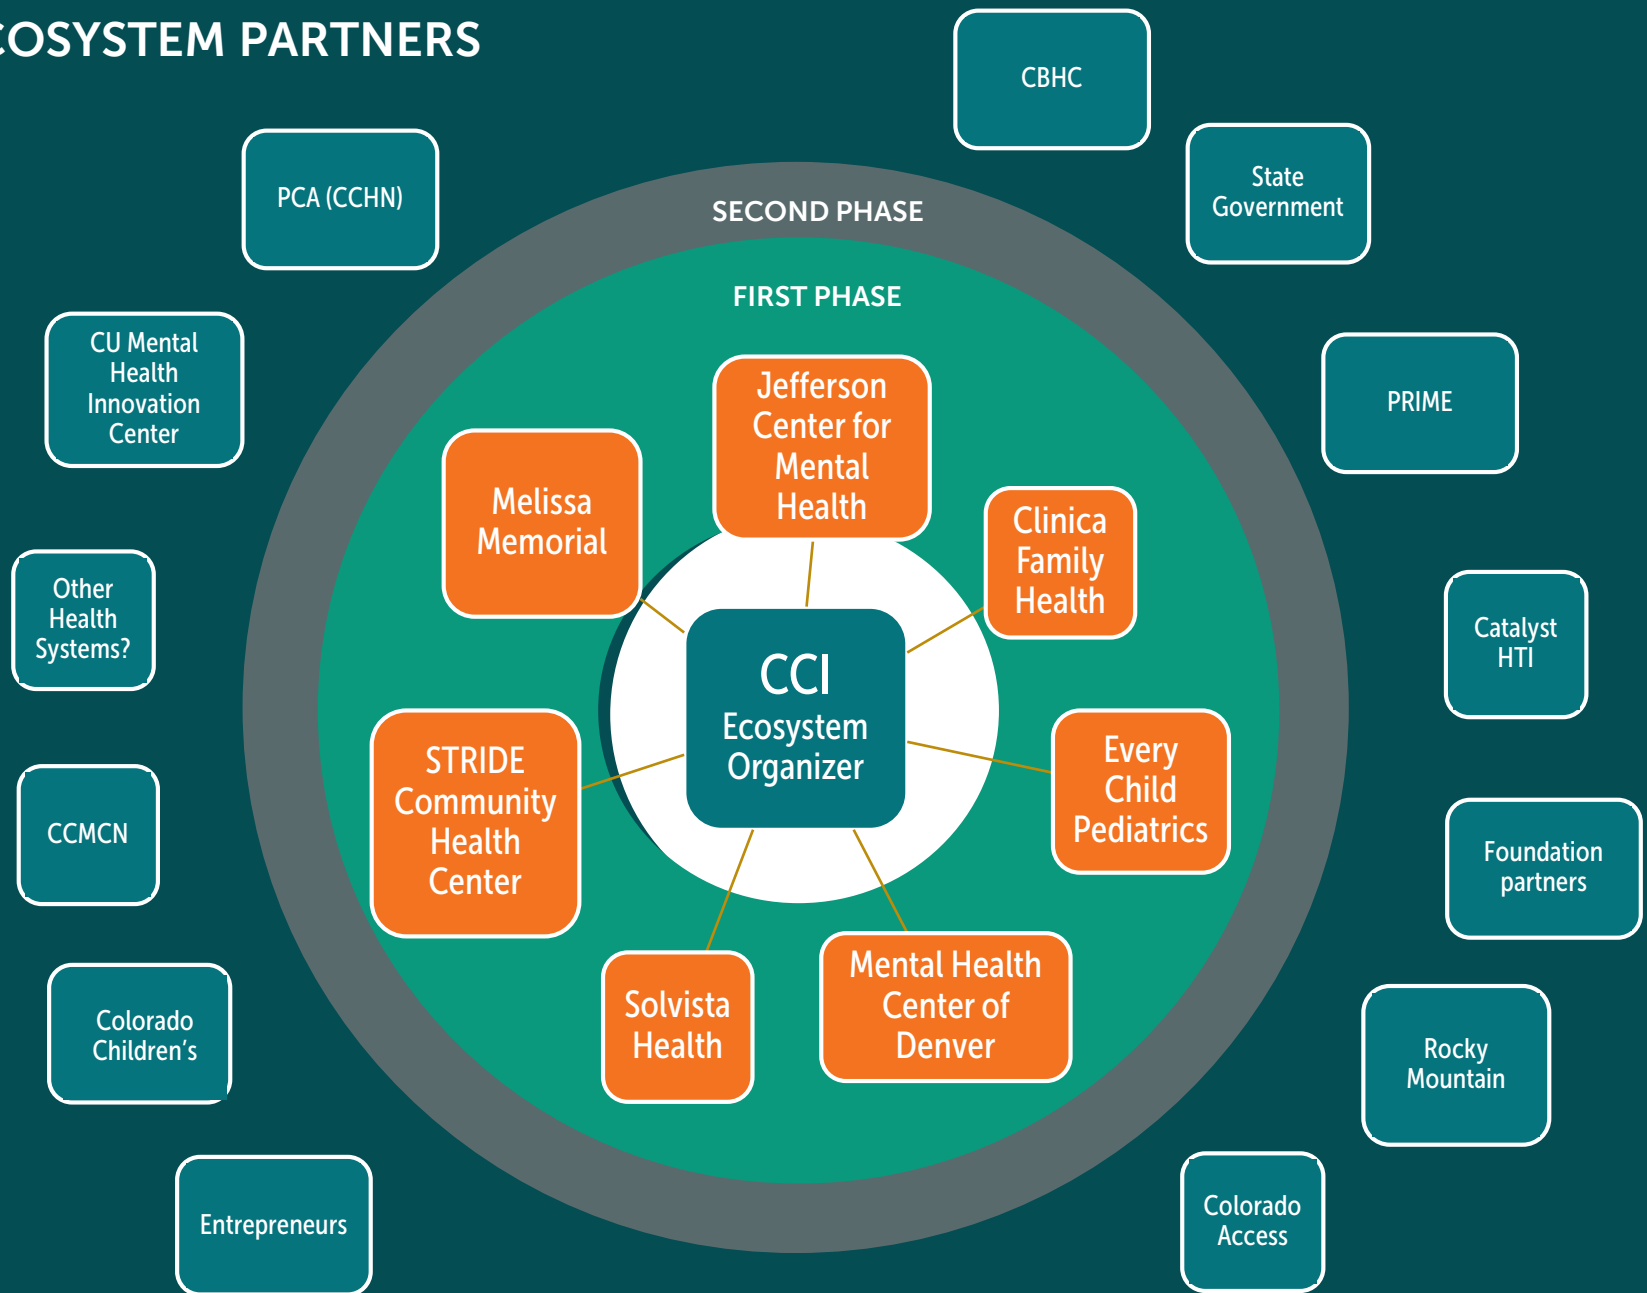 COSYSTEM PARTNERS
CBHC
State
Government
PCA (CCHN)
SECOND PHASE
FIRST PHASE
CU Mental
Health
Innovation
Center
PRIME
Jefferson
Center for
Mental
Health
Melissa
Memorial
Clinica
Family
Health
Other
Health
Systems?
Catalyst
HTI
CCI
Ecosystem
Organizer
STRIDE
Community
Health
Center
Every
Child
Pediatrics
CCMCN
Foundation
partners
Solvista
Health
Mental Health
Center of
Denver
Colorado
Children's
Rocky
Mountain
Entrepreneurs
Colorado
Access